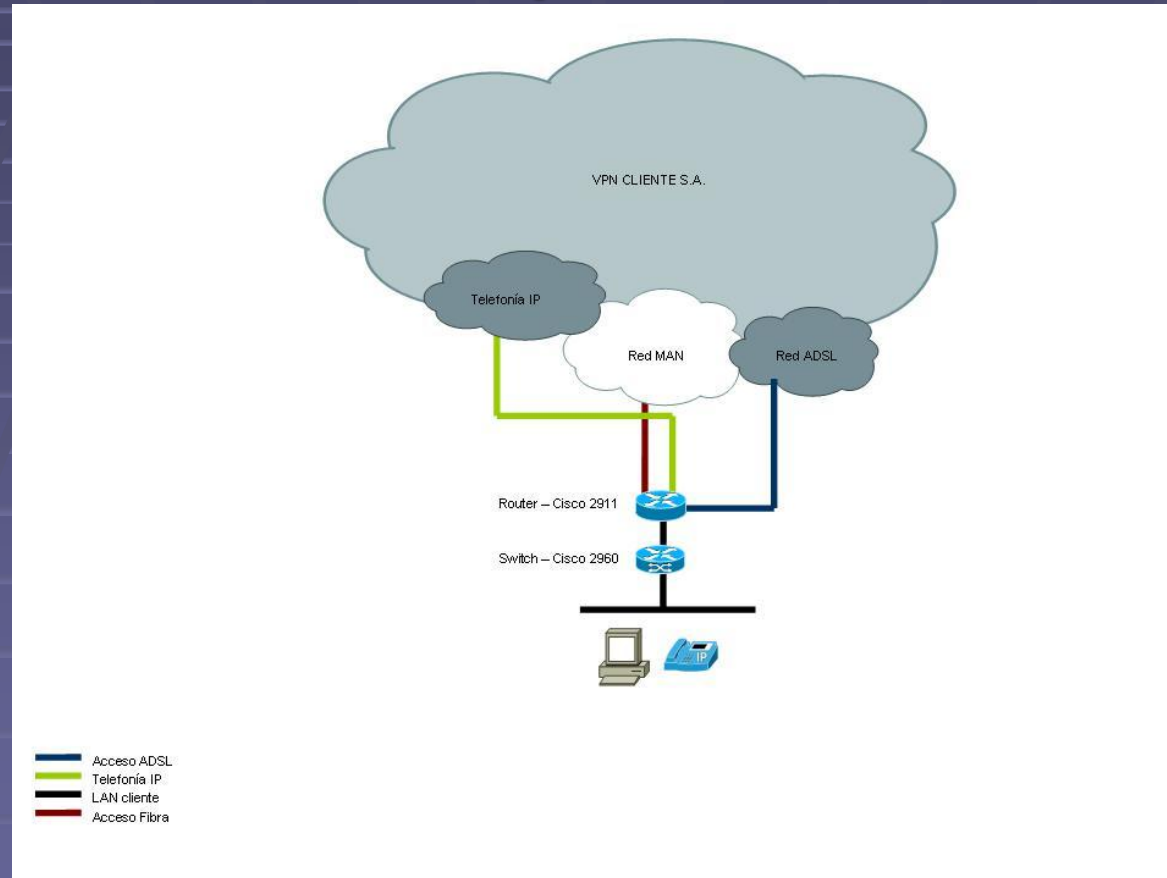 VPN CLIENTE S.A.
Telefonía IP
Red MAN
Red ADSL
Router – Cisco 2911
Switch – Cisco 2960
IP
Acceso ADSL
Telefonía IP
LAN cliente
Acceso Fibra